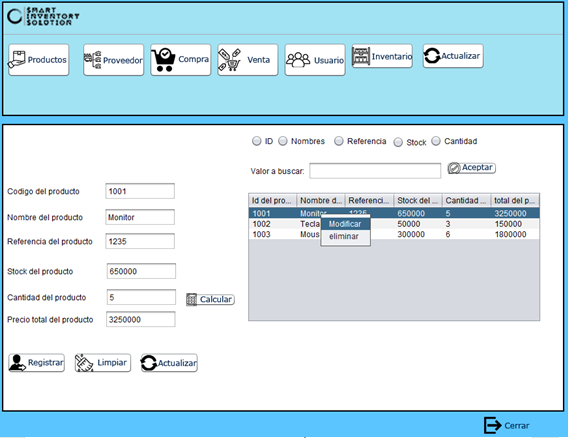 SMART
INVENTORY
SOLUTION
Productos Proveedor Compra Venta Usuario Inventario Actualizar
ID Nombres Referencia Stock Cantidad
Valor a buscar: Aceptar
Codigo del producto 1001
Nombre del producto Monitor
Referencia del producto 1235
Stock del producto 650000
Cantidad del producto 5 Calcular
Precio total del producto 3250000
Id del pro... Nombre d... Referenci... Stock del ... Cantidad ... total del p...
1001 Monitor 1235 650000 5 3250000
1002 Tecla 50000 3 150000
1003 Mous 300000 6 1800000
Modificar
eliminar
Registrar Limpiar Actualizar
Cerrar